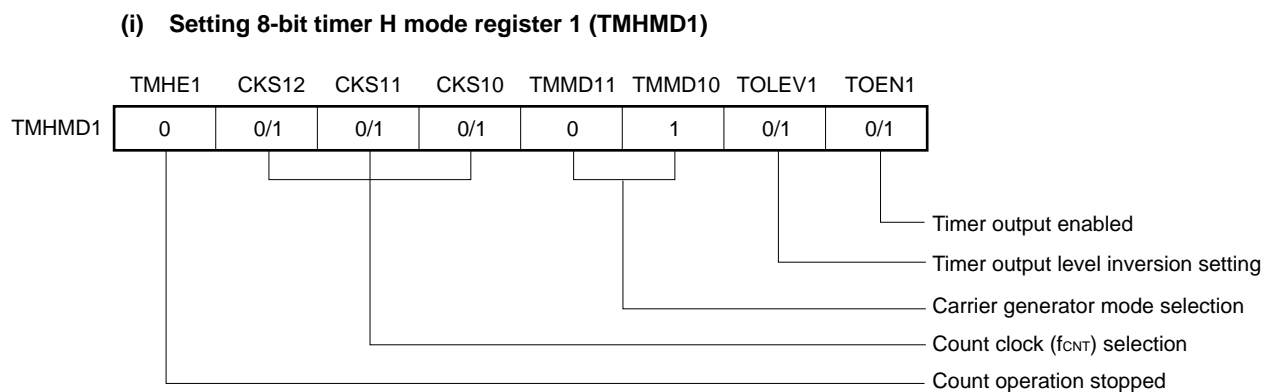 (i) Setting 8-bit timer H mode register 1 (TMHMD1)
TMHE1 CKS12 CKS11 CKS10 TMMD11 TMMD10 TOLEV1 TOEN1
TMHMD1 0 0/1 0/1 0/1 0 1 0/1 0/1
Timer output enabled
Timer output level inversion setting
Carrier generator mode selection
Count clock (fCNT) selection
Count operation stopped